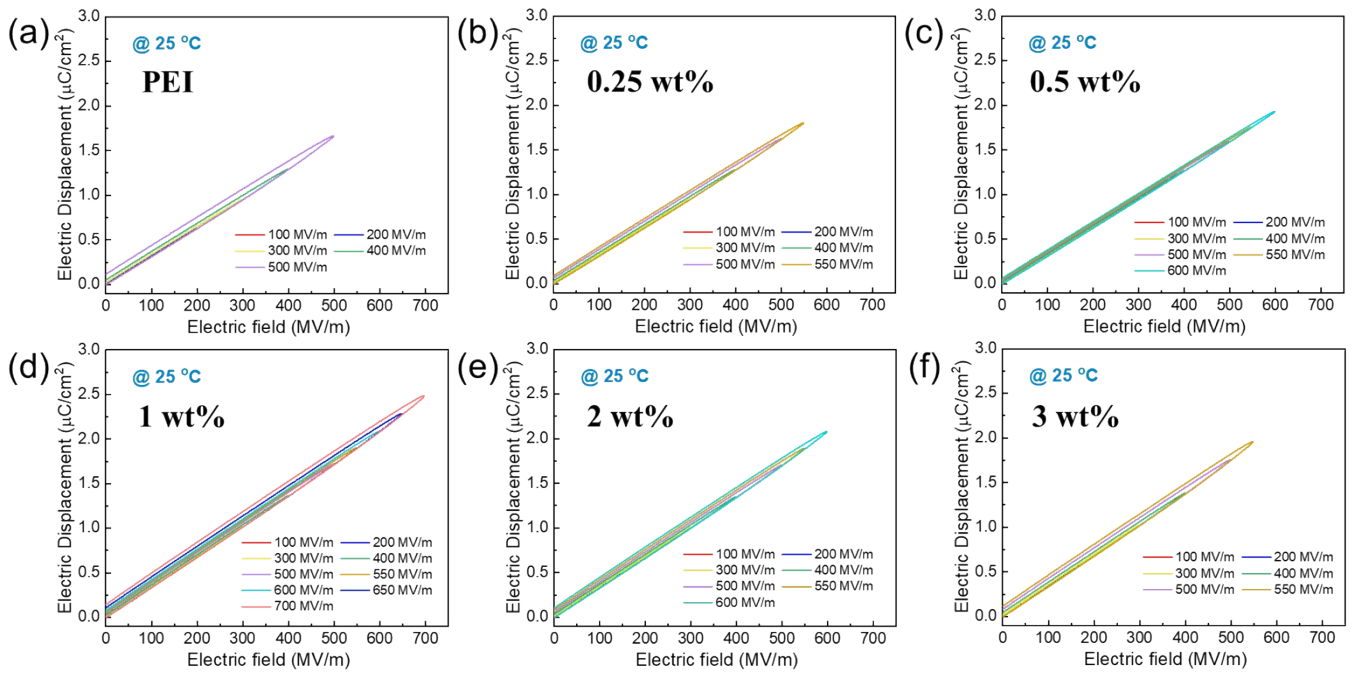 (a)
@ 25 °C
PEI
Electric Displacement (μC/cm²)
3.0
2.5
2.0
1.5
1.0
0.5
0.0
100 MV/m 200 MV/m
300 MV/m 400 MV/m
500 MV/m
0 100 200 300 400 500 600 700
Electric field (MV/m)
(b)
@ 25 °C
0.25 wt%
Electric Displacement (μC/cm²)
3.0
2.5
2.0
1.5
1.0
0.5
0.0
100 MV/m 200 MV/m
300 MV/m 400 MV/m
500 MV/m 550 MV/m
0 100 200 300 400 500 600 700
Electric field (MV/m)
(c)
@ 25 °C
0.5 wt%
Electric Displacement (μC/cm²)
3.0
2.5
2.0
1.5
1.0
0.5
0.0
100 MV/m 200 MV/m
300 MV/m 400 MV/m
500 MV/m 550 MV/m
600 MV/m
0 100 200 300 400 500 600 700
Electric field (MV/m)
(d)
@ 25 °C
1 wt%
Electric Displacement (μC/cm²)
3.0
2.5
2.0
1.5
1.0
0.5
0.0
100 MV/m 200 MV/m
300 MV/m 400 MV/m
500 MV/m 550 MV/m
600 MV/m 650 MV/m
700 MV/m
0 100 200 300 400 500 600 700
Electric field (MV/m)
(e)
@ 25 °C
2 wt%
Electric Displacement (μC/cm²)
3.0
2.5
2.0
1.5
1.0
0.5
0.0
100 MV/m 200 MV/m
300 MV/m 400 MV/m
500 MV/m 550 MV/m
600 MV/m
0 100 200 300 400 500 600 700
Electric field (MV/m)
(f)
@ 25 °C
3 wt%
Electric Displacement (μC/cm²)
3.0
2.5
2.0
1.5
1.0
0.5
0.0
100 MV/m 200 MV/m
300 MV/m 400 MV/m
500 MV/m 550 MV/m
0 100 200 300 400 500 600 700
Electric field (MV/m)